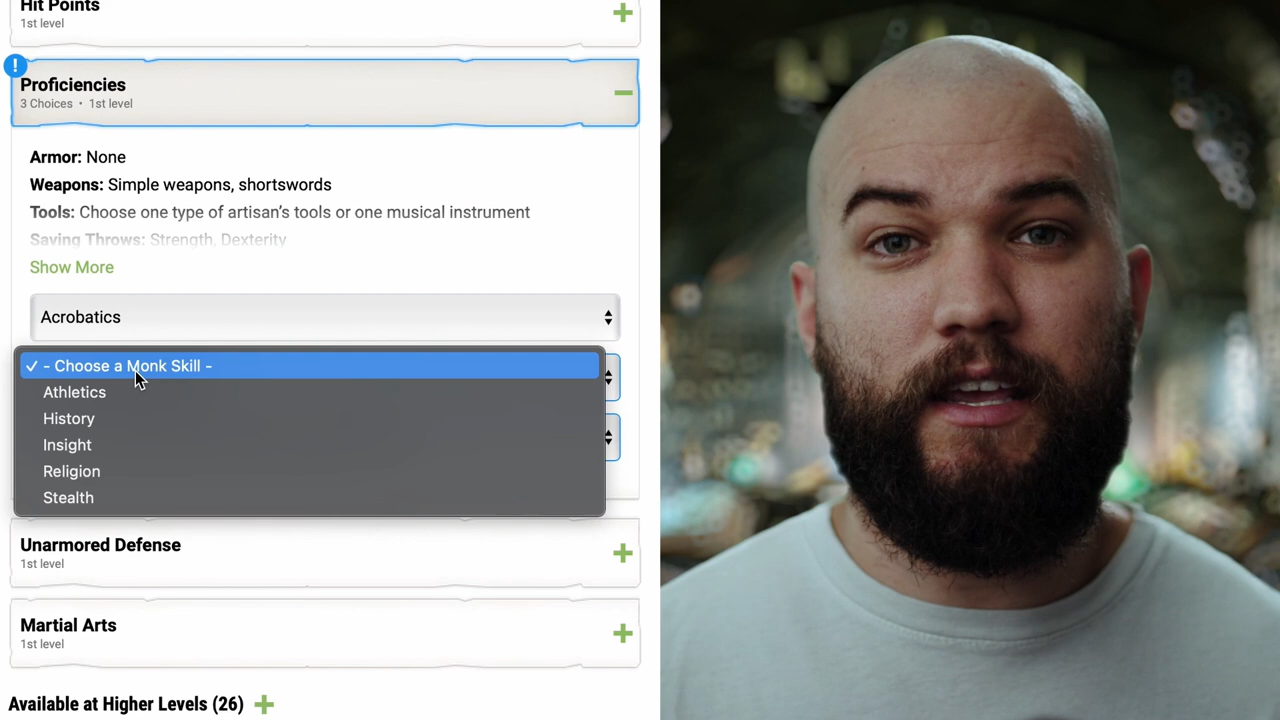 Hit Points
1st level
Proficiencies
3 Choices • 1st level
Armor: None
Weapons: Simple weapons, shortswords
Tools: Choose one type of artisan's tools or one musical instrument
Saving Throws: Strength, Dexterity
Show More
Acrobatics
- Choose a Monk Skill -
Athletics
History
Insight
Religion
Stealth
Unarmored Defense
1st level
Martial Arts
1st level
Available at Higher Levels (26)